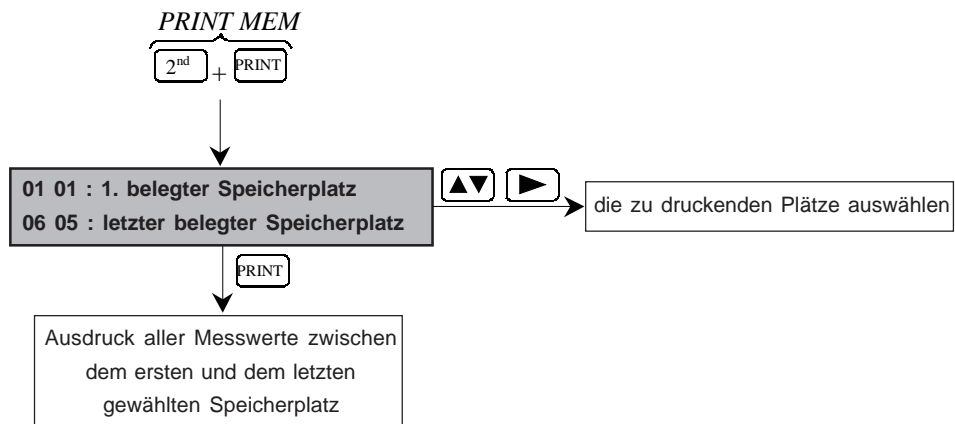 PRINT MEM
2nd + PRINT
01 01 : 1. belegter Speicherplatz
06 05 : letzter belegter Speicherplatz
die zu druckenden Plätze auswählen
PRINT
Ausdruck aller Messwerte zwischen
dem ersten und dem letzten
gewählten Speicherplatz